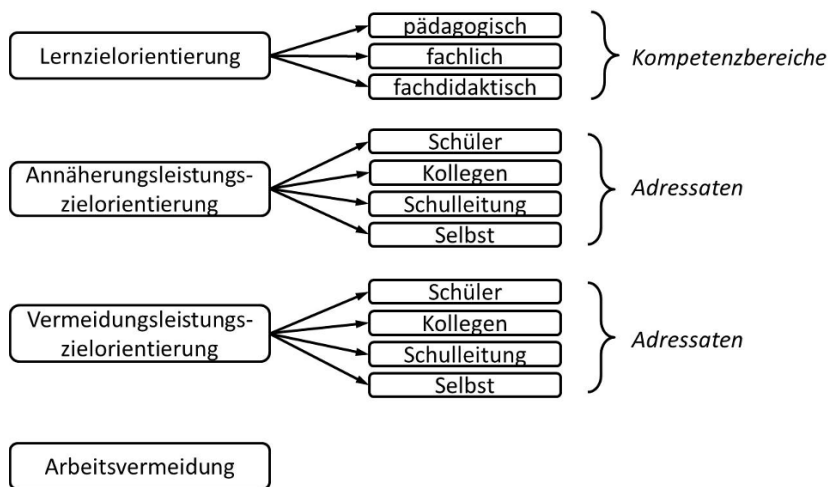 Lernzielorientierung
pädagogisch
fachlich
fachdidaktisch
Kompetenzbereiche
Annäherungsleistungs-
zielorientierung
Schüler
Kollegen
Schulleitung
Selbst
Adressaten
Vermeidungsleistungs-
zielorientierung
Schüler
Kollegen
Schulleitung
Selbst
Adressaten
Arbeitsvermeidung